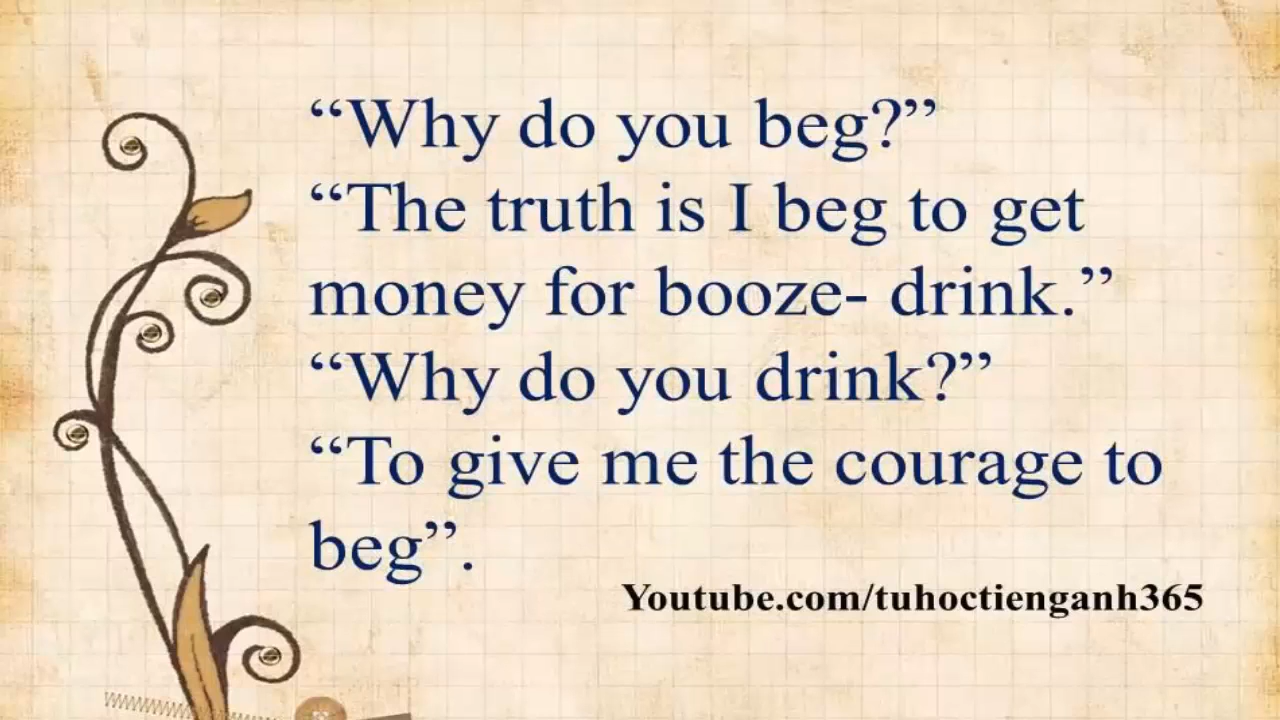 “Why do you beg?”
“The truth is I beg to get
money for booze- drink.”
“Why do you drink?”
“To give me the courage to
beg”.
Youtube.com/tuhoctienganh365